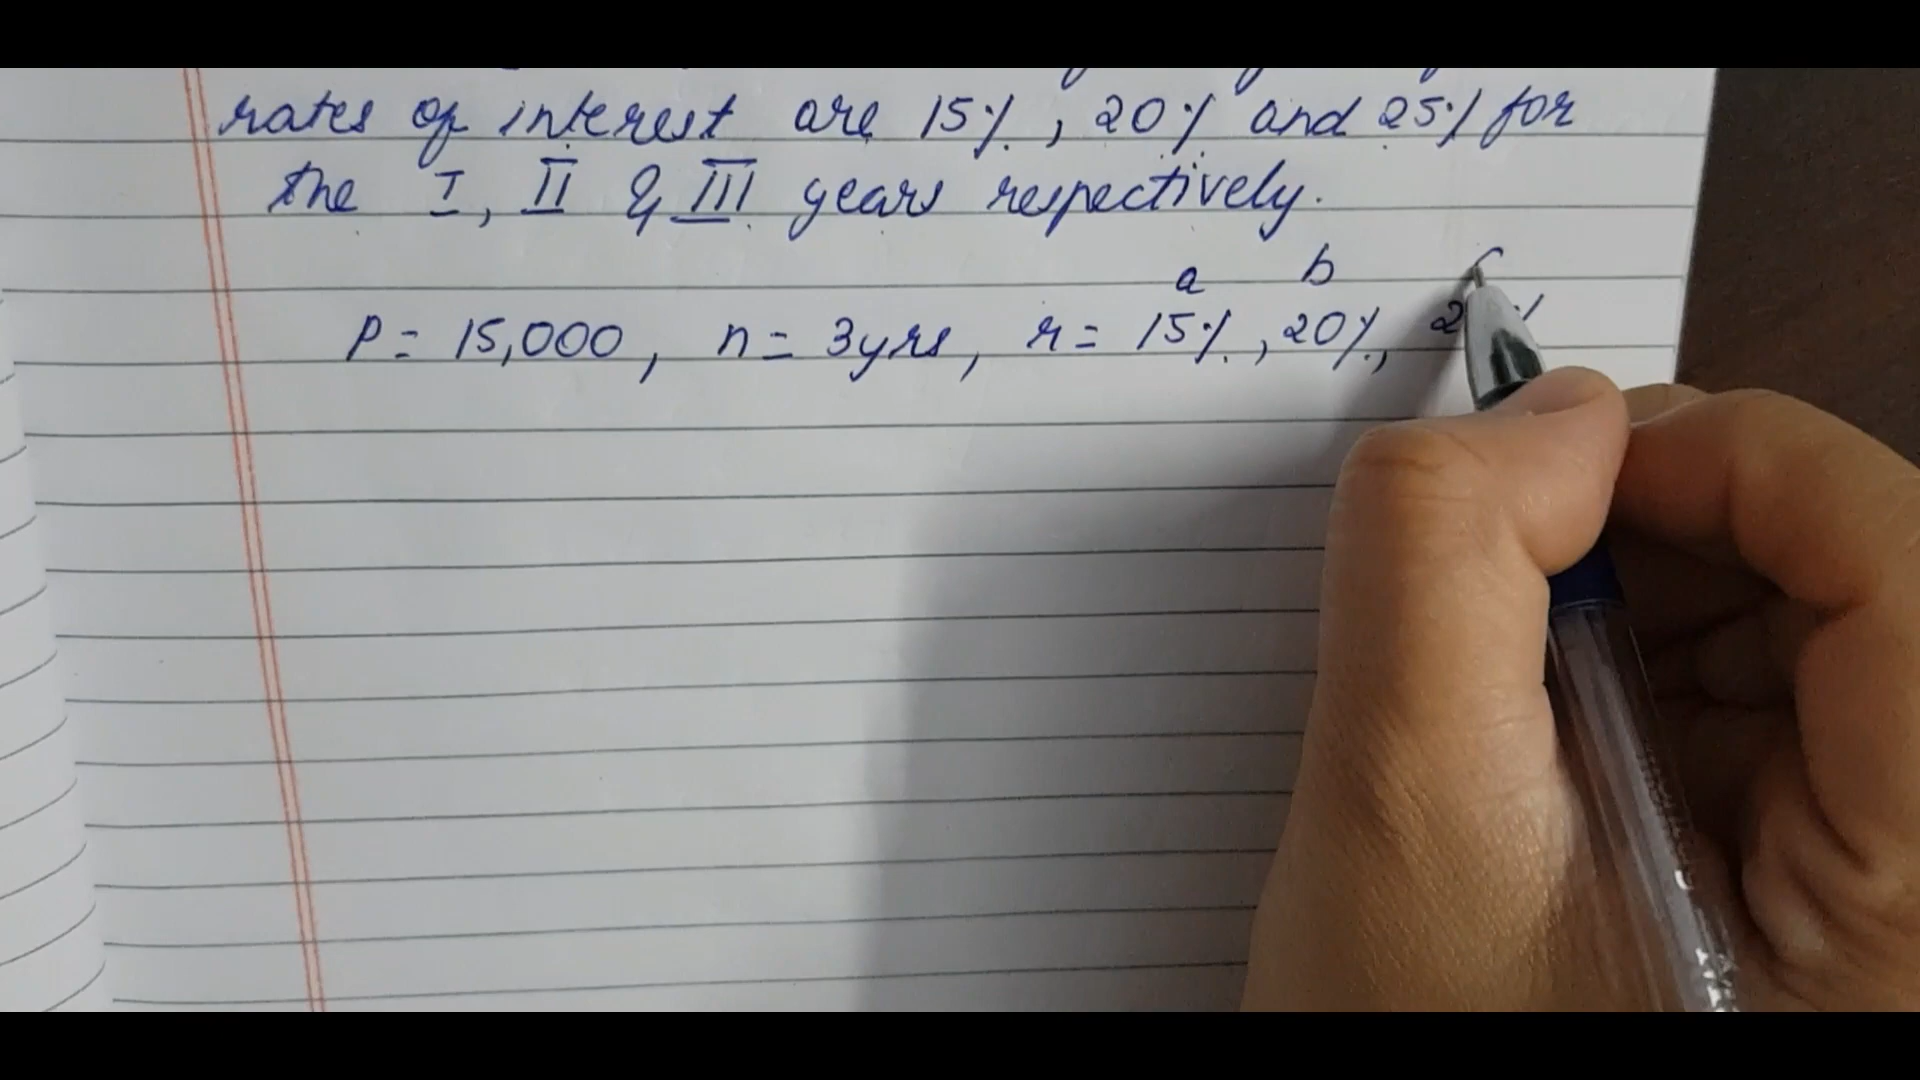 rates of interest are 15%, 20% and 25% for
the I, II & III years respectively.
a b c
P = 15,000, n = 3yrs, r = 15%, 20%,